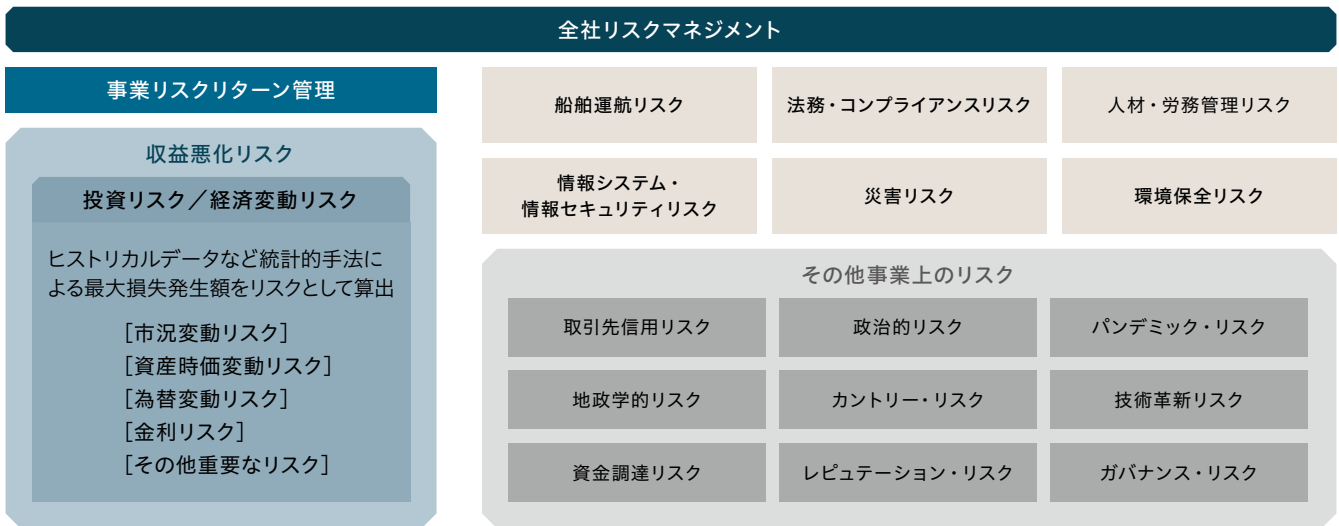 全社リスクマネジメント
事業リスクリターン管理
収益悪化リスク
投資リスク／経済変動リスク
ヒストリカルデータなど統計的手法に
よる最大損失発生額をリスクとして算出
［市況変動リスク］
［資産時価変動リスク］
［為替変動リスク］
［金利リスク］
［その他重要なリスク］
船舶運航リスク
法務・コンプライアンスリスク
人材・労務管理リスク
情報システム・
情報セキュリティリスク
災害リスク
環境保全リスク
その他事業上のリスク
取引先信用リスク
政治的リスク
パンデミック・リスク
地政学的リスク
カントリー・リスク
技術革新リスク
資金調達リスク
レピュテーション・リスク
ガバナンス・リスク